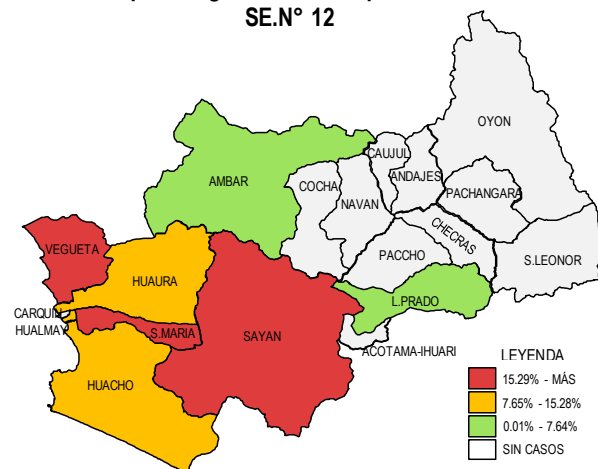 SE.N° 12
OYON
CAUJUL
ANDAJES
AMBAR
COCHA
PACHANGARA
NAVAN
CHECRAS
VEGUETA
PACCHO
S.LEONOR
HUAURA
L.PRADO
CARQUIN
HUALMAY
S.MARIA
SAYAN
ACOTAMA-IHUARI
HUACHO
LEYENDA
15.29% - MÁS
7.65% - 15.28%
0.01% - 7.64%
SIN CASOS